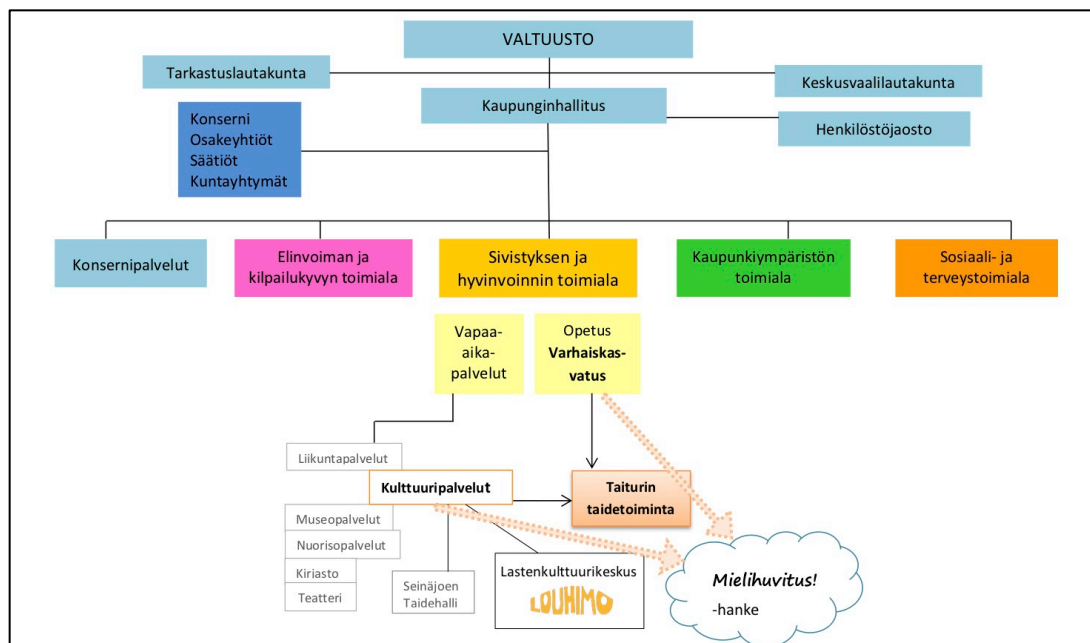 VALTUUSTO
Tarkastuslautakunta
Keskusvaalilautakunta
Kaupunginhallitus
Henkilöstöjaosto
Konserni
Osakeyhtiöt
Säätiöt
Kuntayhtymät
Konsernipalvelut
Elinvoiman ja
kilpailukyvyn toimiala
Sivistyksen ja
hyvinvoinnin toimiala
Kaupunkiympäristön
toimiala
Sosiaali- ja
terveystoimiala
Vapaa-
aika-
palvelut
Opetus
Varhaiskas-
vatus
Liikuntapalvelut
Kulttuuripalvelut
Taiturin
taidetoiminta
Museopalvelut
Nuorisopalvelut
Kiriasto
Teatteri
Seinäjoen
Taidehalli
Lastenkulttuurikeskus
LOUHIMO
Mielihuvitus!
-hanke